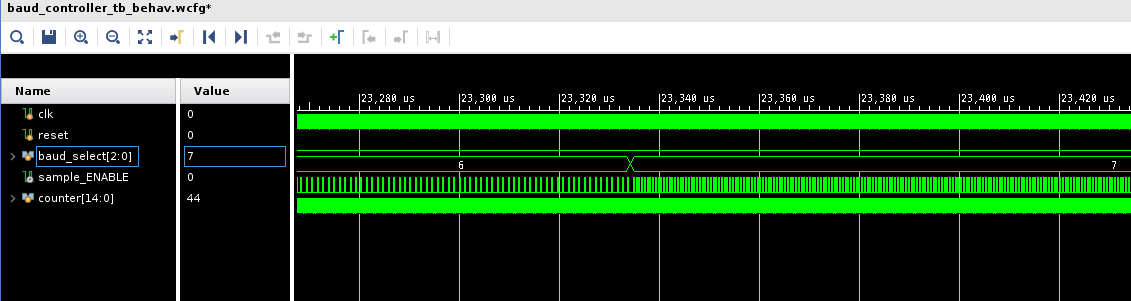 baud_controller_tb_behav.wcfg*
Name Value
23,280 us 23,300 us 23,320 us 23,340 us 23,360 us 23,380 us 23,400 us 23,420 us
clk 0
reset 0
baud_select[2:0] 7 6 7
sample_ENABLE 0
counter[14:0] 44